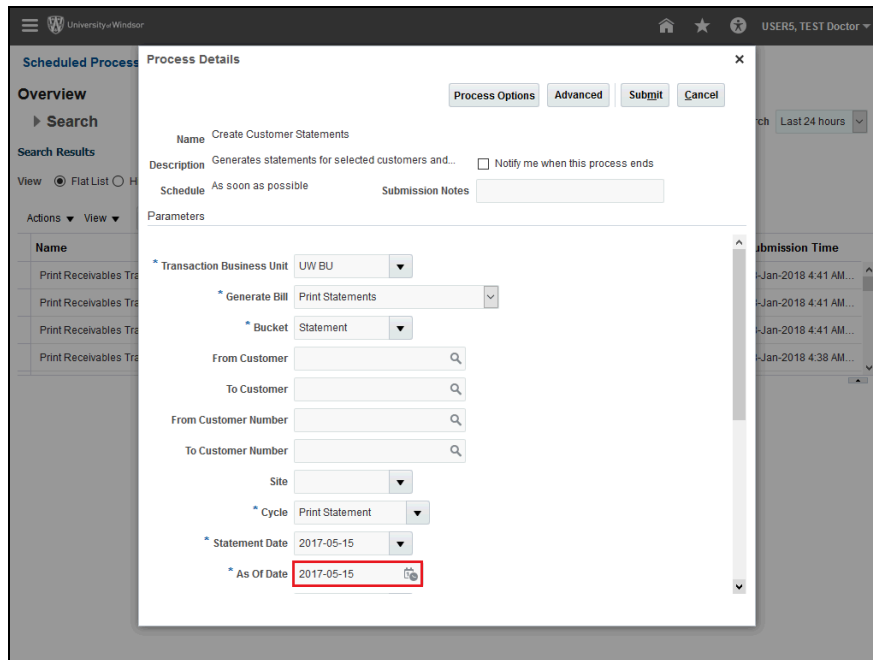 University of Windsor
USER5, TEST Doctor
Scheduled Process
Process Details
Overview
Process Options Advanced Submit Cancel
Search
rch Last 24 hours
Name Create Customer Statements
Search Results
Description Generates statements for selected customers and... Notify me when this process ends
View Flat List H
Schedule As soon as possible Submission Notes
Actions View
Parameters
Name
ubmission Time
* Transaction Business Unit UW BU
Print Receivables Tra
-Jan-2018 4:41 AM...
* Generate Bill Print Statements
Print Receivables Tra
-Jan-2018 4:41 AM...
* Bucket Statement
Print Receivables Tra
-Jan-2018 4:41 AM...
From Customer
Print Receivables Tra
-Jan-2018 4:38 AM...
To Customer
From Customer Number
To Customer Number
Site
* Cycle Print Statement
* Statement Date 2017-05-15
* As Of Date 2017-05-15